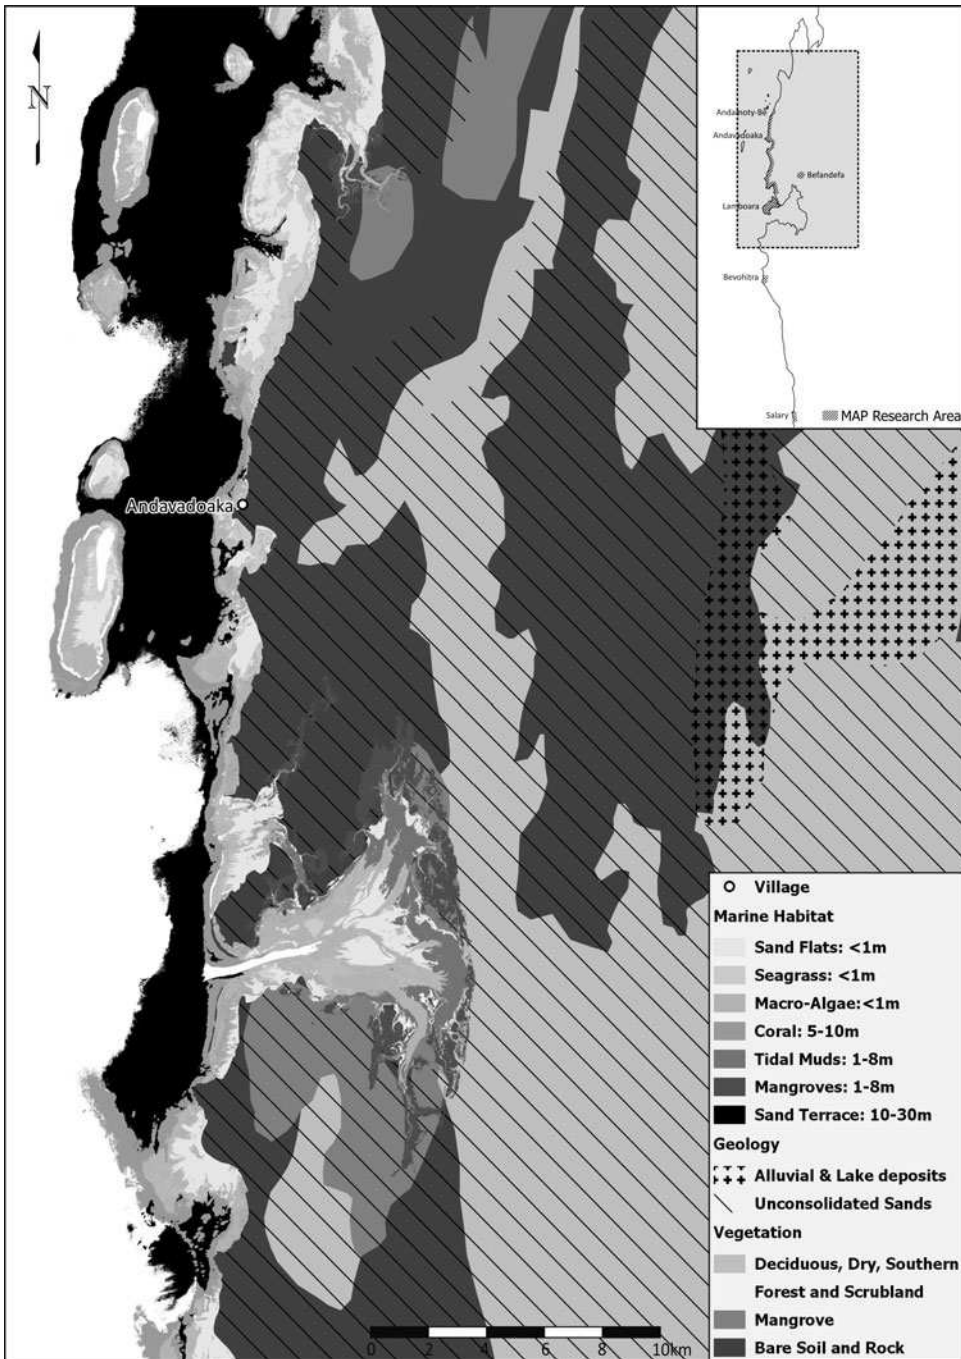 N
Andamoty-Be
Andavadoaka
Befandefa
Lamboara
Bevohitra
Salary
MAP Research Area
Andavadoaka
Village
Marine Habitat
Sand Flats: <1m
Seagrass: <1m
Macro-Algae:<1m
Coral: 5-10m
Tidal Muds: 1-8m
Mangroves: 1-8m
Sand Terrace: 10-30m
Geology
Alluvial & Lake deposits
Unconsolidated Sands
Vegetation
Deciduous, Dry, Southern
Forest and Scrubland
Mangrove
Bare Soil and Rock
0 2 4 6 8 10km